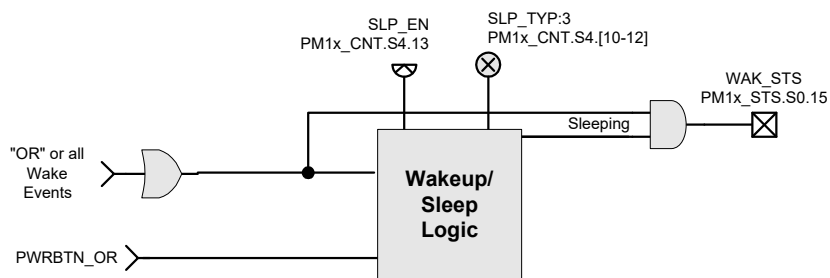 SLP_EN
PM1x_CNT.S4.13
SLP_TYP:3
PM1x_CNT.S4.[10-12]
WAK_STS
PM1x_STS.S0.15
Sleeping
"OR" or all
Wake
Events
Wakeup/
Sleep
Logic
PWRBTN_OR